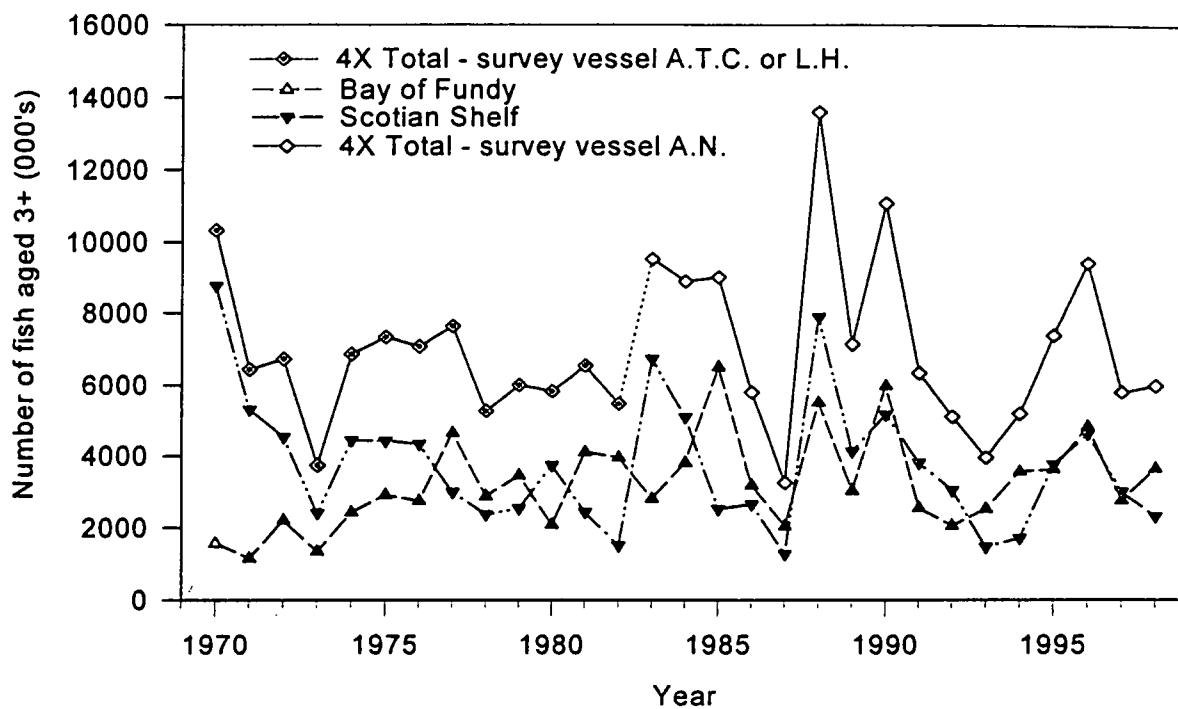 16000
14000
12000
10000
8000
6000
4000
2000
0
Number of fish aged 3+ (000's)
4X Total - survey vessel A.T.C. or L.H.
Bay of Fundy
Scotian Shelf
4X Total - survey vessel A.N.
1970 1975 1980 1985 1990 1995
Year